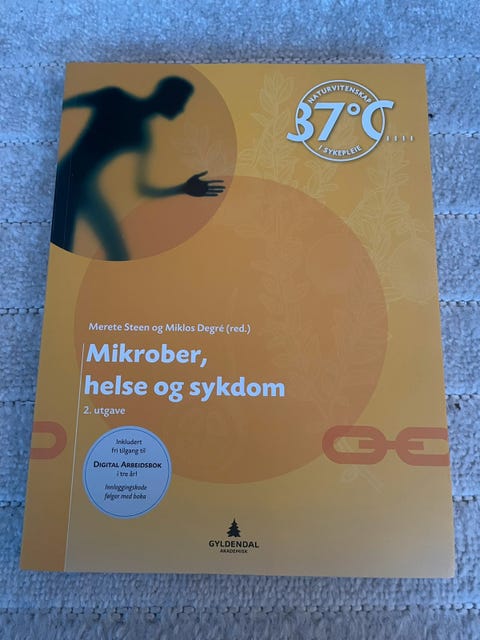 NATURVITENSKAP
37°C
I SYKEPLEIE
Merete Steen og Miklos Degré (red.)
Mikrober,
helse og sykdom
2. utgave
Inkludert
fri tilgang til
DIGITAL ARBEIDSBOK
i tre år!
Innloggingskode
følger med boka
GYLDENDAL
AKADEMISK